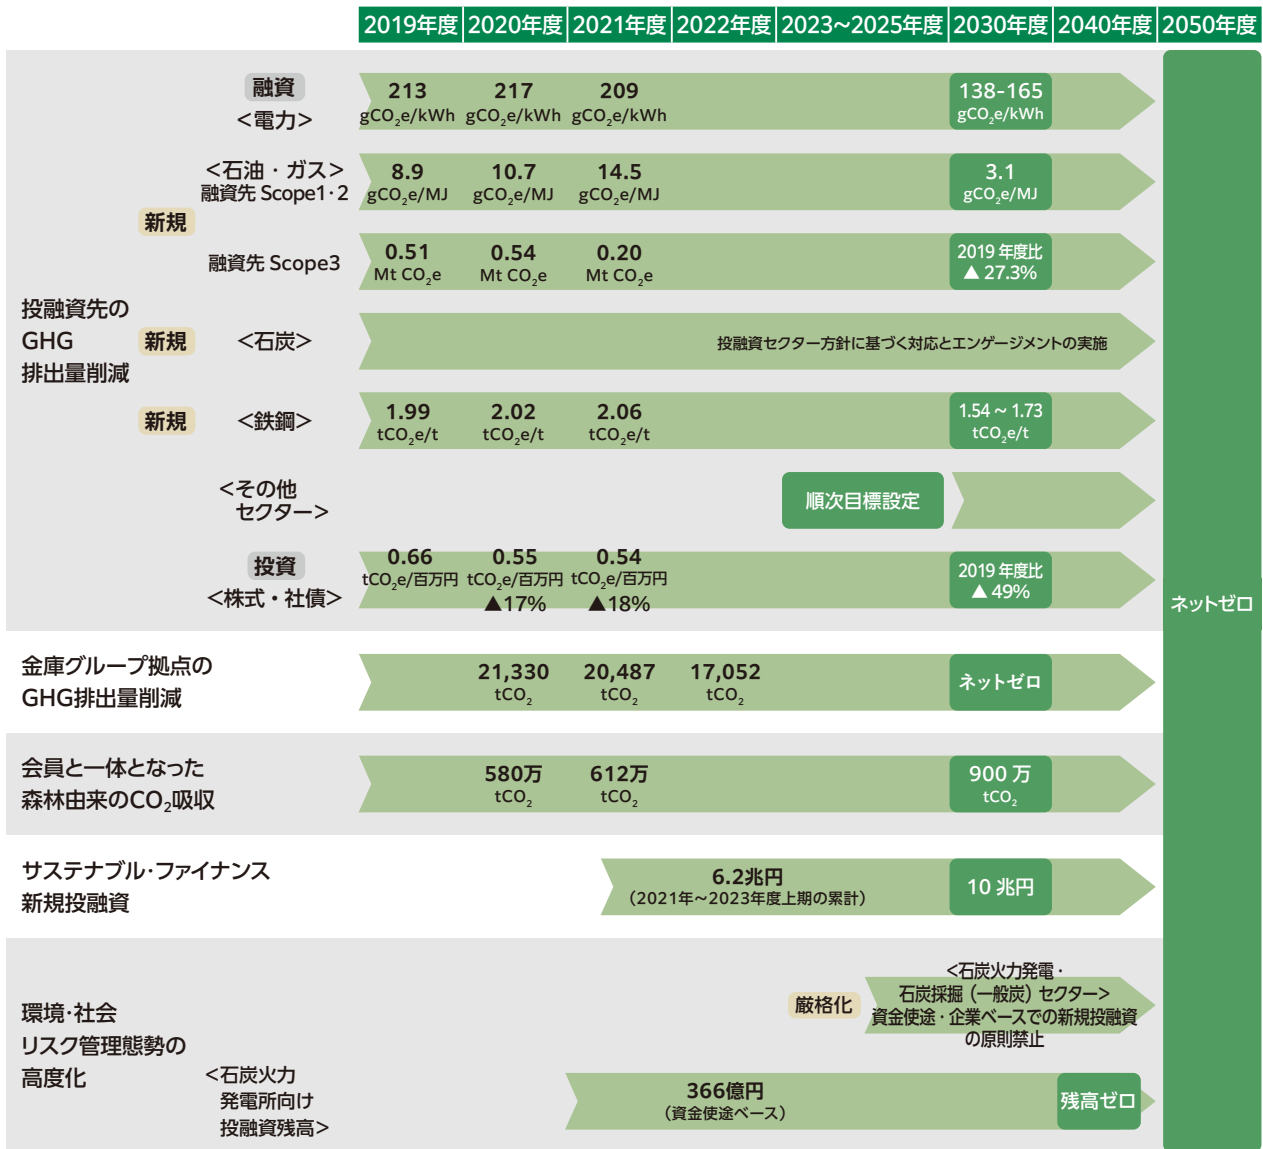 2019年度 2020年度 2021年度 2022年度 2023〜2025年度 2030年度 2040年度 2050年度
投融資先の
GHG
排出量削減
融資
<電力>
213 217 209 138-165
gCO₂e/kWh gCO₂e/kWh gCO₂e/kWh gCO₂e/kWh
新規
<石油・ガス>
融資先 Scope1・2
8.9 10.7 14.5 3.1
gCO₂e/MJ gCO₂e/MJ gCO₂e/MJ gCO₂e/MJ
融資先 Scope3
0.51 0.54 0.20 2019 年度比
Mt CO₂e Mt CO₂e Mt CO₂e ▲ 27.3%
新規 <石炭>
投融資セクター方針に基づく対応とエンゲージメントの実施
新規 <鉄鋼>
1.99 2.02 2.06 1.54 〜 1.73
tCO₂e/t tCO₂e/t tCO₂e/t tCO₂e/t
<その他
セクター>
順次目標設定
投資
<株式・社債>
0.66 0.55 0.54 2019 年度比
tCO₂e/百万円 tCO₂e/百万円 tCO₂e/百万円 ▲ 49%
▲17% ▲18%
ネットゼロ
金庫グループ拠点の
GHG排出量削減
21,330 20,487 17,052 ネットゼロ
tCO₂ tCO₂ tCO₂
会員と一体となった
森林由来のCO₂吸収
580万 612万 900 万
tCO₂ tCO₂ tCO₂
サステナブル・ファイナンス
新規投融資
6.2兆円 10 兆円
（2021年〜2023年度上期の累計）
環境・社会
リスク管理態勢の
高度化
厳格化
<石炭火力発電・
石炭採掘（一般炭）セクター>
資金使途・企業ベースでの新規投融資
の原則禁止
<石炭火力
発電所向け
投融資残高>
366億円 残高ゼロ
（資金使途ベース）